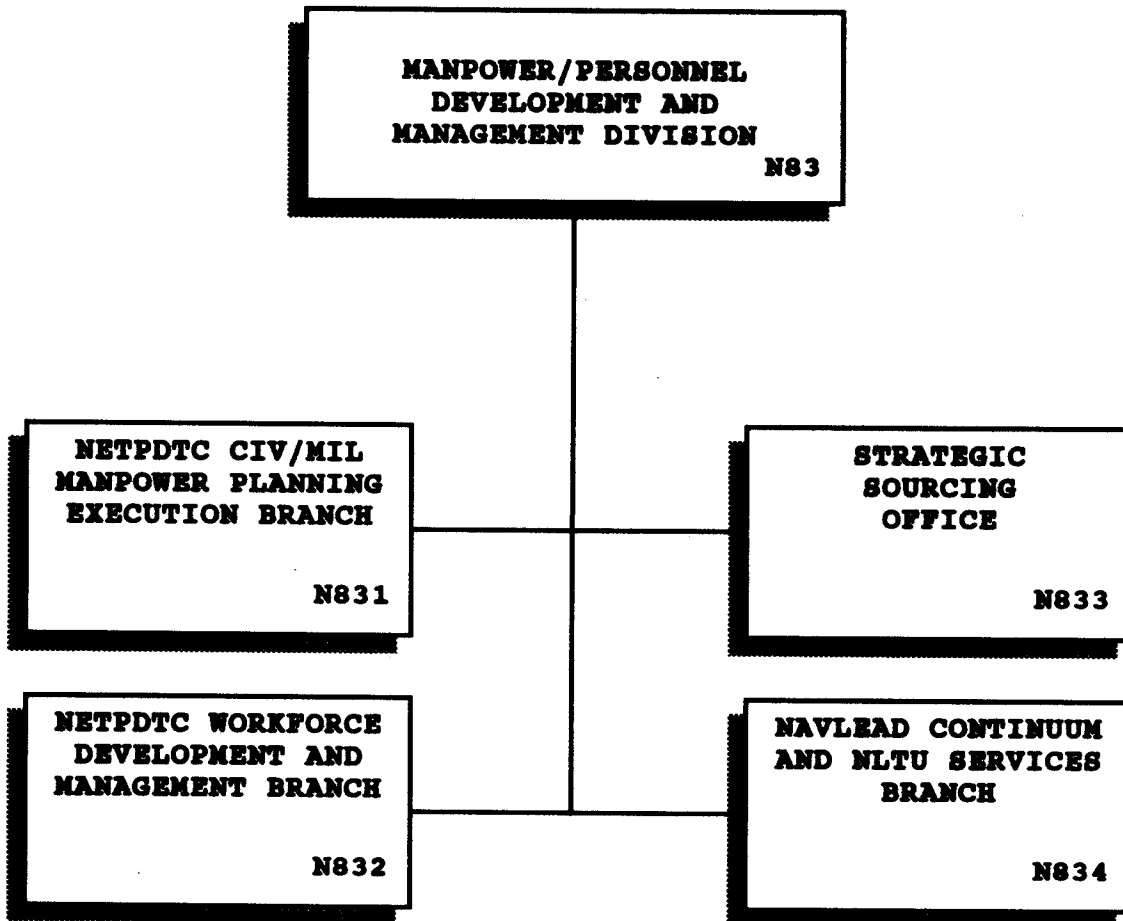 MANPOWER/PERSONNEL
DEVELOPMENT AND
MANAGEMENT DIVISION
N83
NETPDTC CIV/MIL
MANPOWER PLANNING
EXECUTION BRANCH
N831
STRATEGIC
SOURCING
OFFICE
N833
NETPDTC WORKFORCE
DEVELOPMENT AND
MANAGEMENT BRANCH
N832
NAVLEAD CONTINUUM
AND NLTU SERVICES
BRANCH
N834